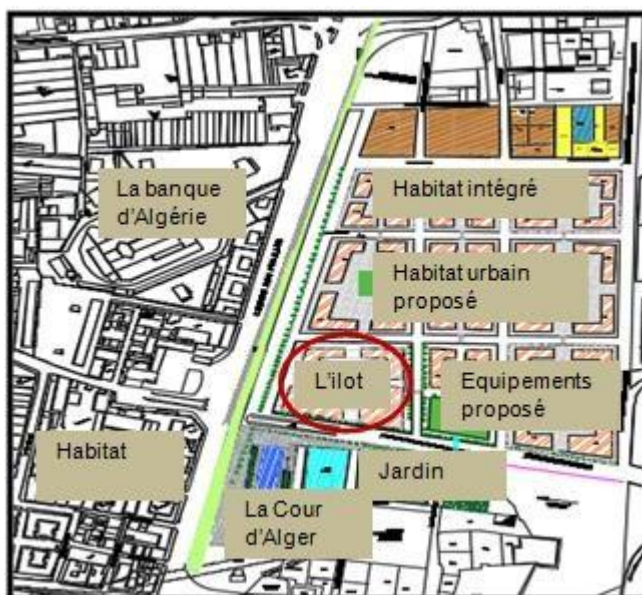 La banque
d'Algérie
Habitat intégré
Habitat urbain
proposé
L'ilot
Equipements
proposé
Habitat
Jardin
La Cour
d'Alger